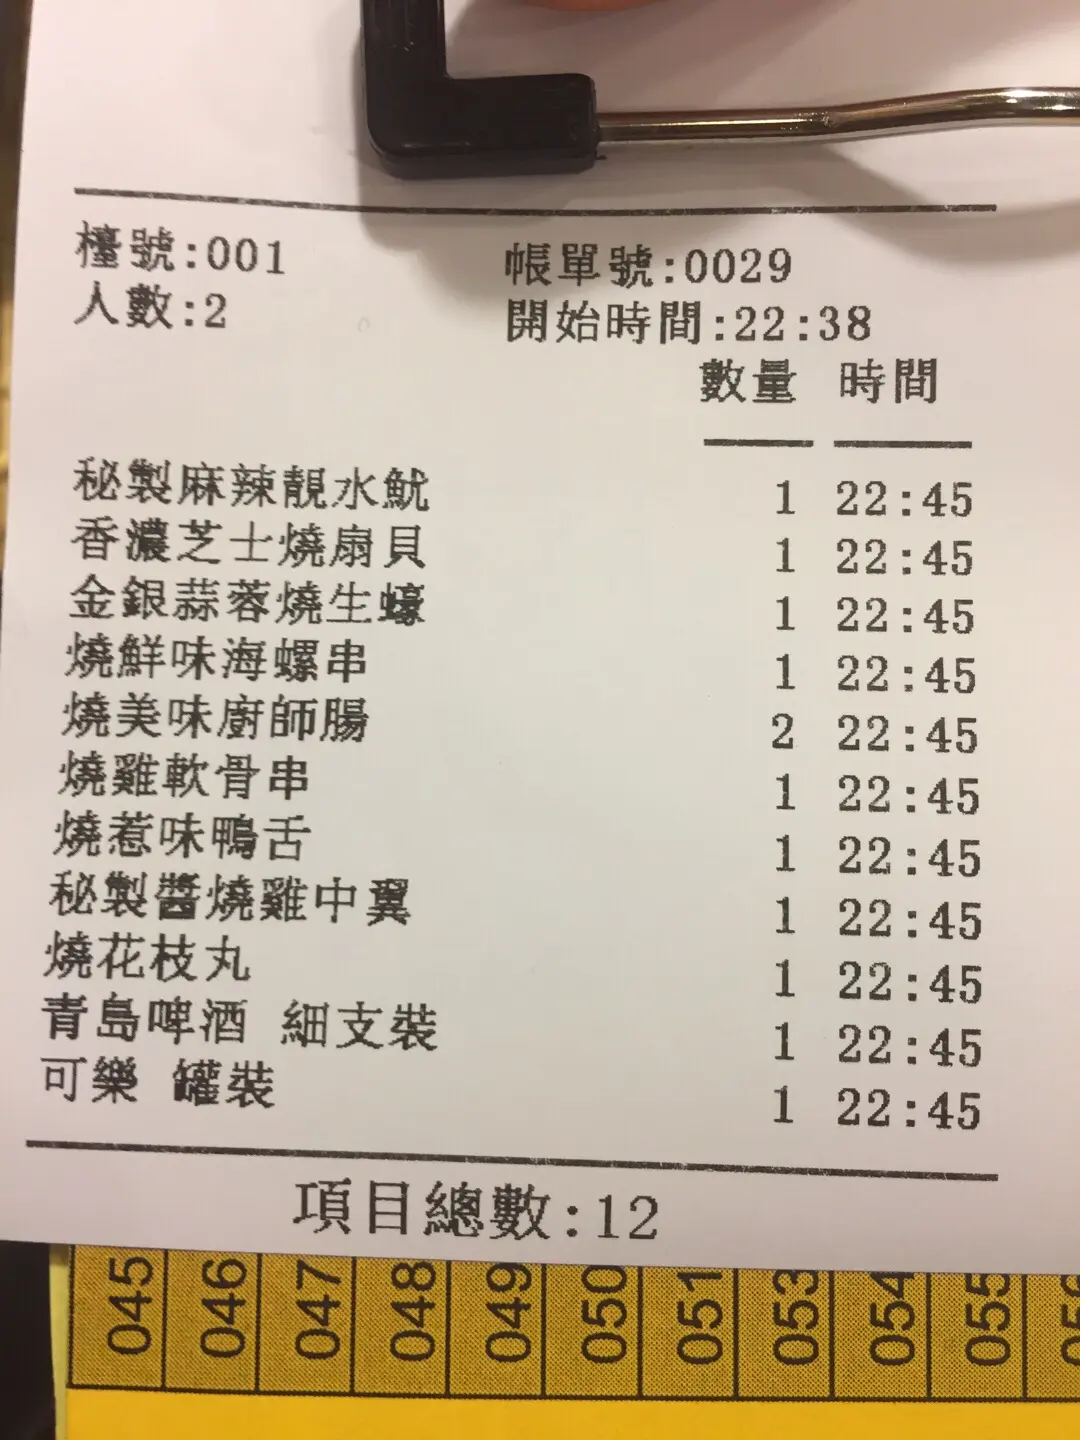 檯號:001 帳單號:0029
人數:2 開始時間:22:38
數量 時間
秘製麻辣靚水魷 1 22:45
香濃芝士燒扇貝 1 22:45
金銀蒜蓉燒生蠔 1 22:45
燒鮮味海螺串 1 22:45
燒美味廚師腸 2 22:45
燒雞軟骨串 1 22:45
燒惹味鴨舌 1 22:45
秘製醬燒雞中翼 1 22:45
燒花枝丸 1 22:45
青島啤酒 細支裝 1 22:45
可樂 罐裝 1 22:45
項目總數:12
045 046 047 048 049 050 051 053 054 055